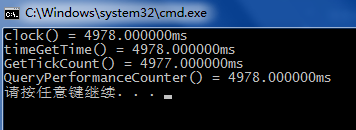 C:\Windows\system32\cmd.exe
Clock() = 4978.000000ms
timeGetTime() = 4978.000000ms
GetTickCount() = 4977.000000ms
QueryPerformanceCounter() = 4978.000000ms
请按任意键继续. . .